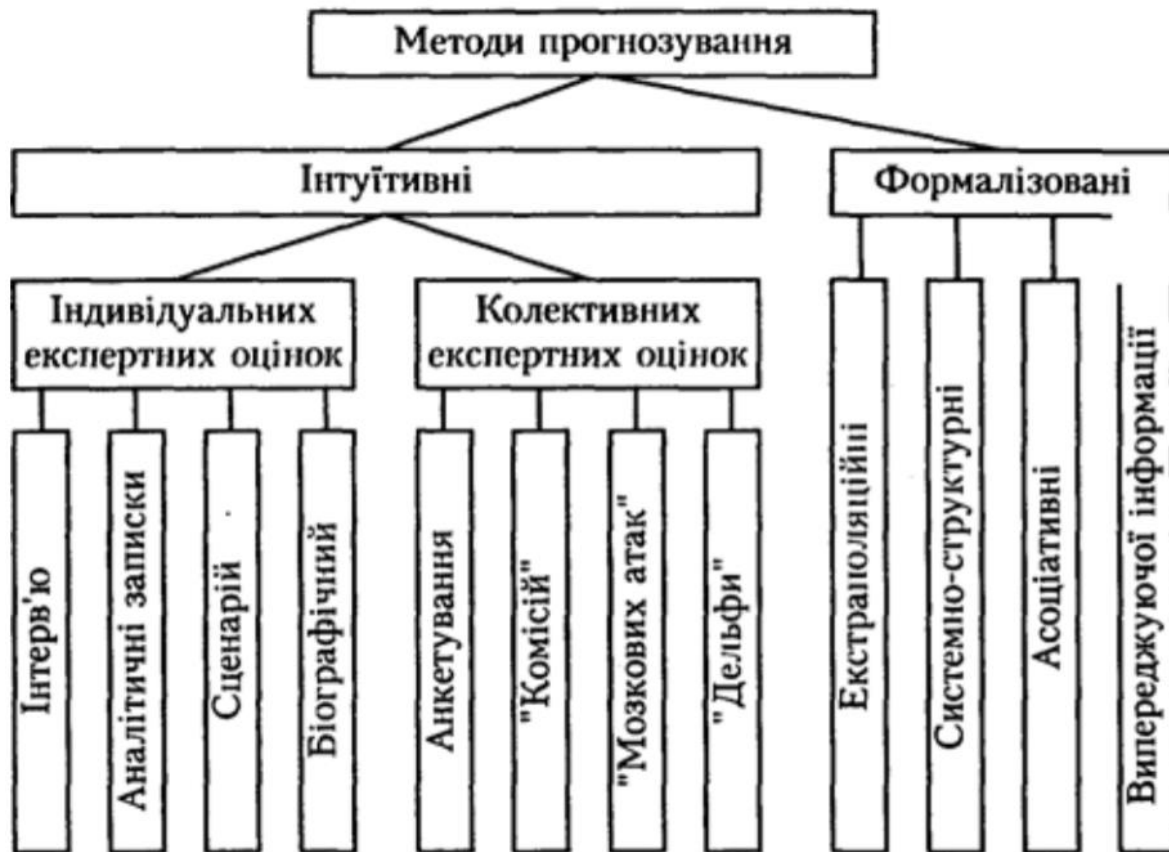 Методи прогнозування
Інтуїтивні
Формалізовані
Індивідуальних
експертних оцінок
Колективних
експертних оцінок
Інтерв'ю
Аналітичні записки
Сценарій
Біографічний
Анкетування
"Комісій"
"Мозкових атак"
"Дельфи"
Екстраполяційні
Системно-структурні
Асоціативні
Випереджуючої інформації